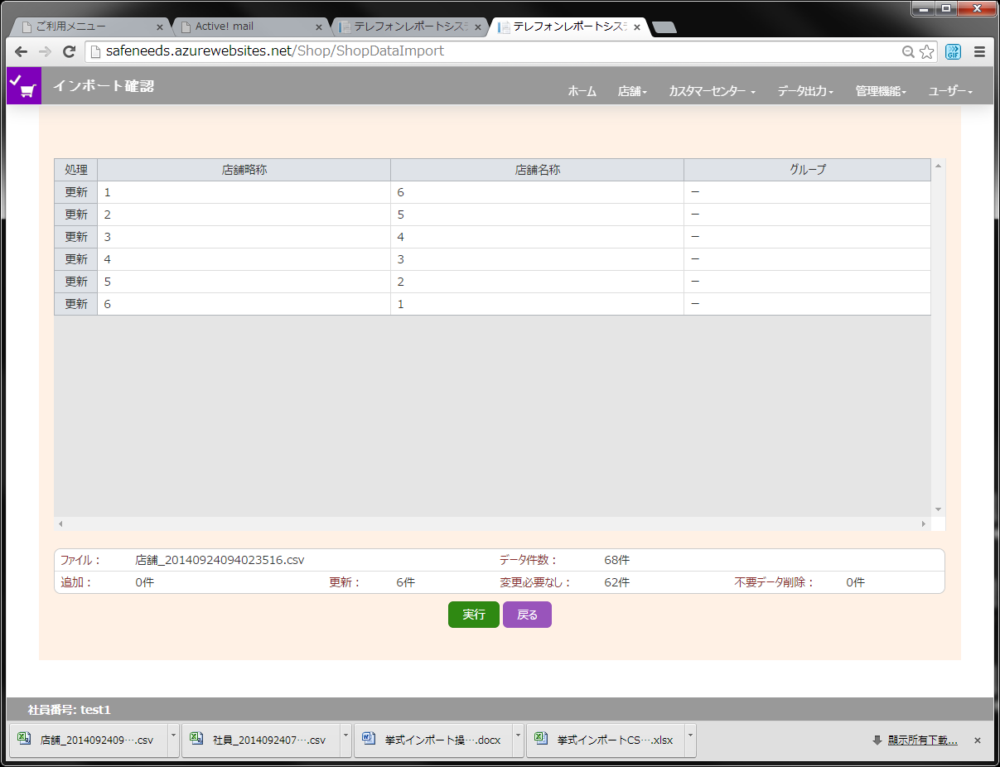 ご利用メニュー
Active! mail
テレフォンレポートシステ
テレフォンレポートシステ
safeneeds.azurewebsites.net/Shop/ShopDataImport
GIF
インポート確認
ホーム 店舗 カスタマーセンター データ出力 管理機能 ユーザー
処理 店舗略称 店舗名称 グループ
更新 1 6 －
更新 2 5 －
更新 3 4 －
更新 4 3 －
更新 5 2 －
更新 6 1 －
ファイル： 店舗_20140924094023516.csv データ件数： 68件
追加： 0件 更新： 6件 変更必要なし： 62件 不要データ削除： 0件
実行 戻る
社員番号: test1
店舗_2014092409….csv 社員_2014092407….csv 挙式インポート操….docx 挙式インポートCS….xlsx 顯示所有下載...